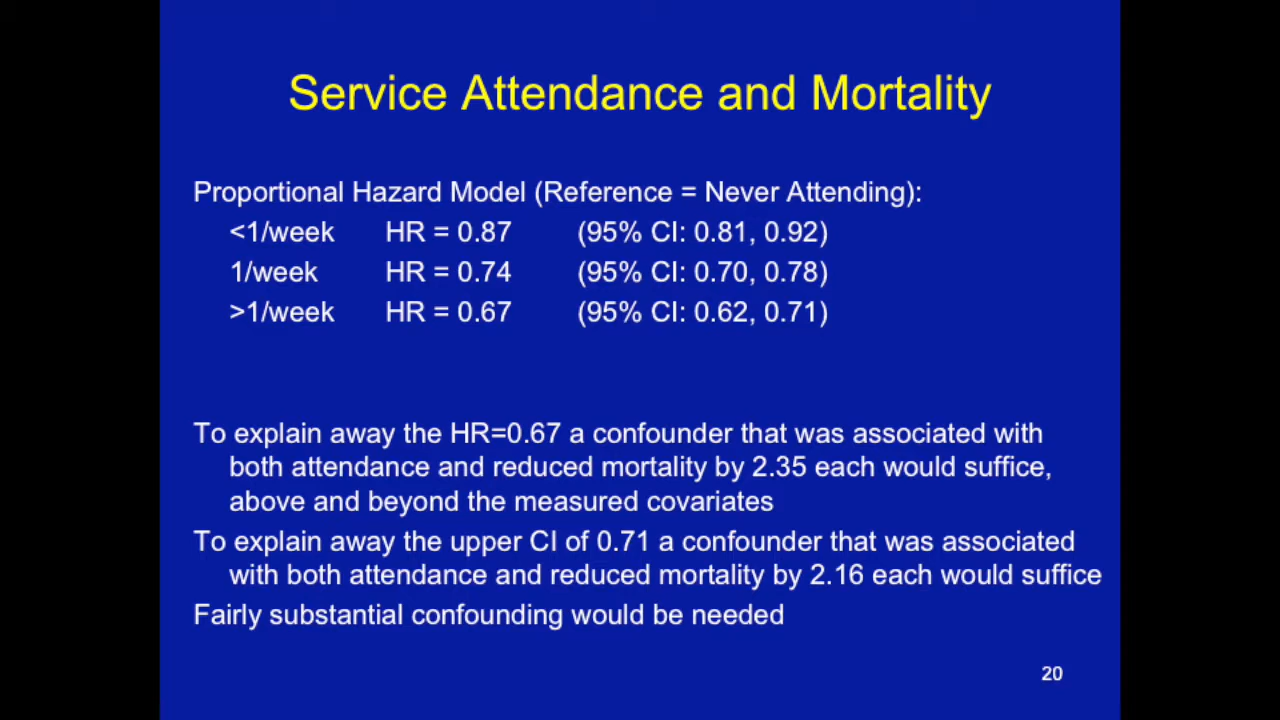 Service Attendance and Mortality
Proportional Hazard Model (Reference = Never Attending):
<1/week HR = 0.87 (95% CI: 0.81, 0.92)
1/week HR = 0.74 (95% CI: 0.70, 0.78)
>1/week HR = 0.67 (95% CI: 0.62, 0.71)
To explain away the HR=0.67 a confounder that was associated with
both attendance and reduced mortality by 2.35 each would suffice,
above and beyond the measured covariates
To explain away the upper CI of 0.71 a confounder that was associated
with both attendance and reduced mortality by 2.16 each would suffice
Fairly substantial confounding would be needed
20